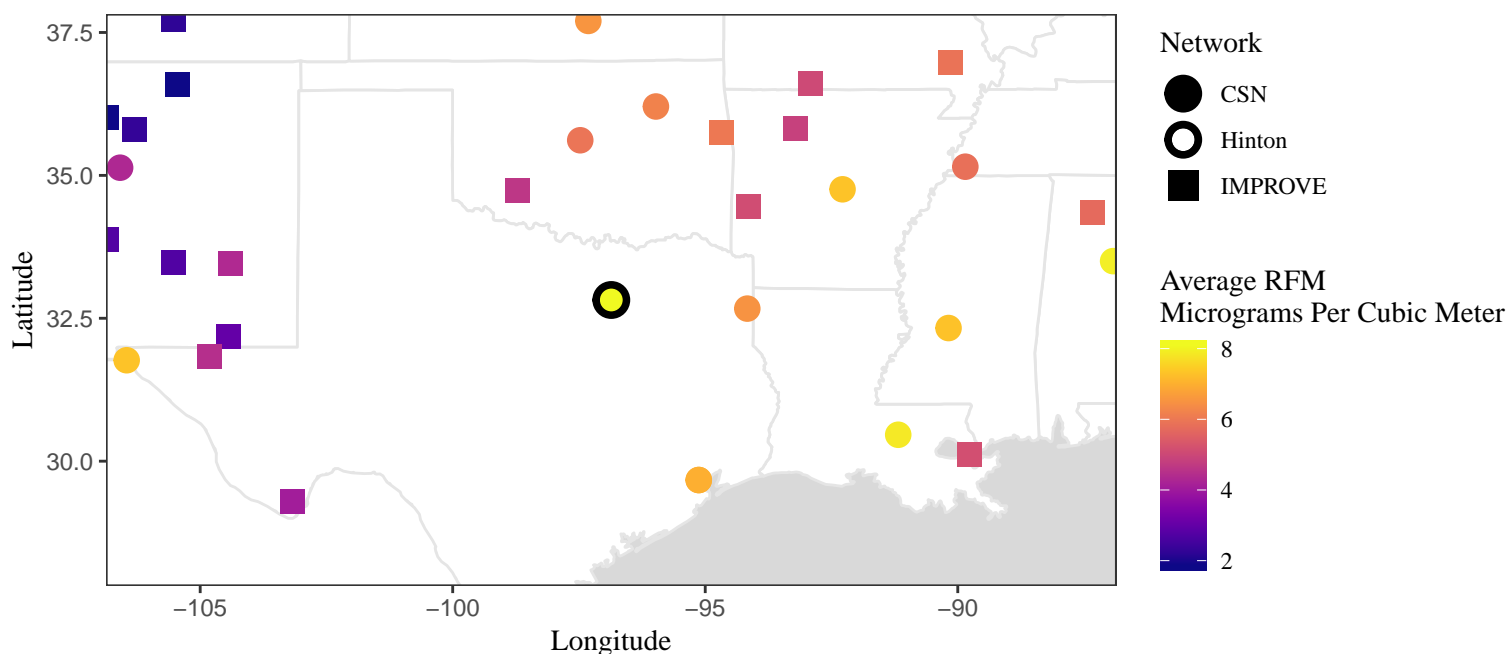 37.5
35.0
32.5
30.0
Latitude
−105
−100
−95
−90
Longitude
Network
CSN
Hinton
IMPROVE
Average RFM
Micrograms Per Cubic Meter
8
6
4
2